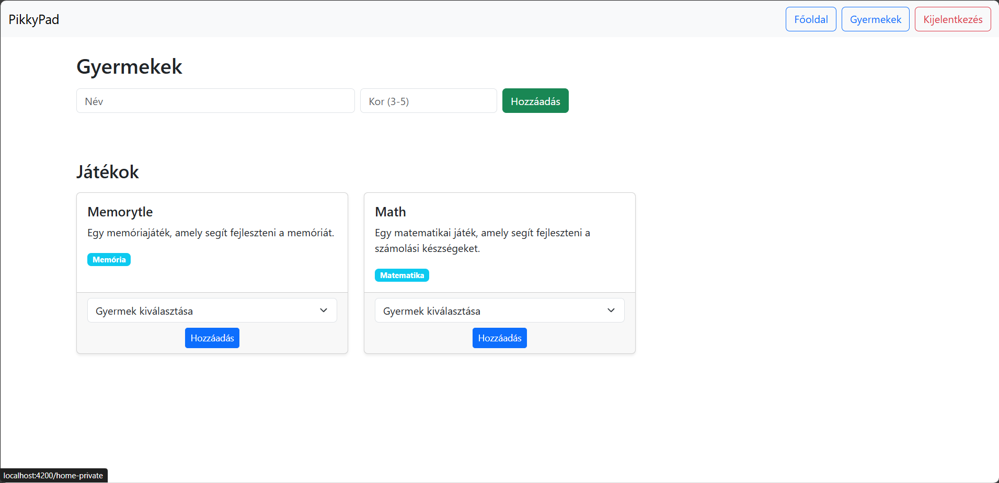 PikkyPad
Főoldal
Gyermekek
Kijelentkezés
Gyermekek
Név
Kor (3-5)
Hozzáadás
Játékok
Memorytle
Egy memóriajáték, amely segít fejleszteni a memóriát.
Memória
Gyermek kiválasztása
Hozzáadás
Math
Egy matematikai játék, amely segít fejleszteni a
számolási készségeket.
Matematika
Gyermek kiválasztása
Hozzáadás
localhost:4200/home-private